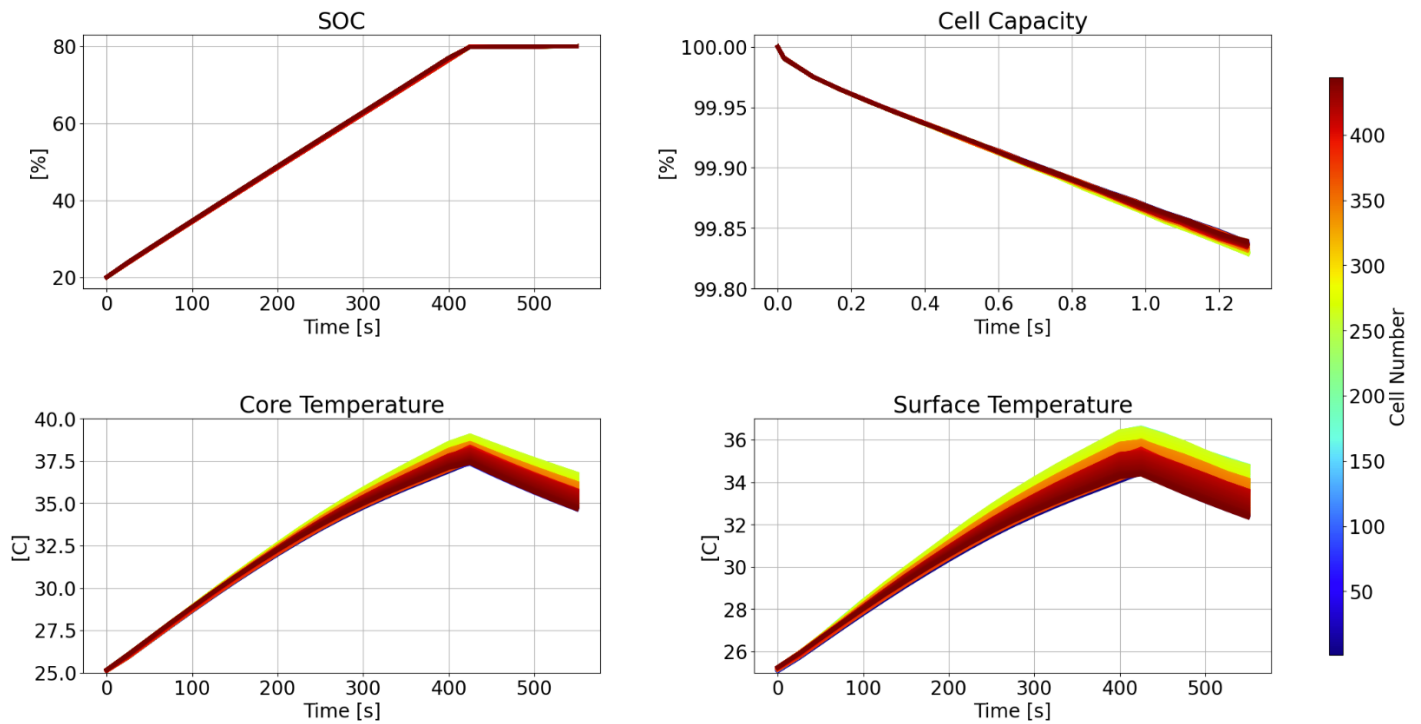 SOC
80
60
40
20
[%]
0 100 200 300 400 500
Time [s]
Cell Capacity
100.00
99.95
99.90
99.85
99.80
[%]
0.0 0.2 0.4 0.6 0.8 1.0 1.2
Time [s]
Core Temperature
40.0
37.5
35.0
32.5
30.0
27.5
25.0
[C]
0 100 200 300 400 500
Time [s]
Surface Temperature
36
34
32
30
28
26
[C]
0 100 200 300 400 500
Time [s]
400
350
300
250
200
150
100
50
Cell Number